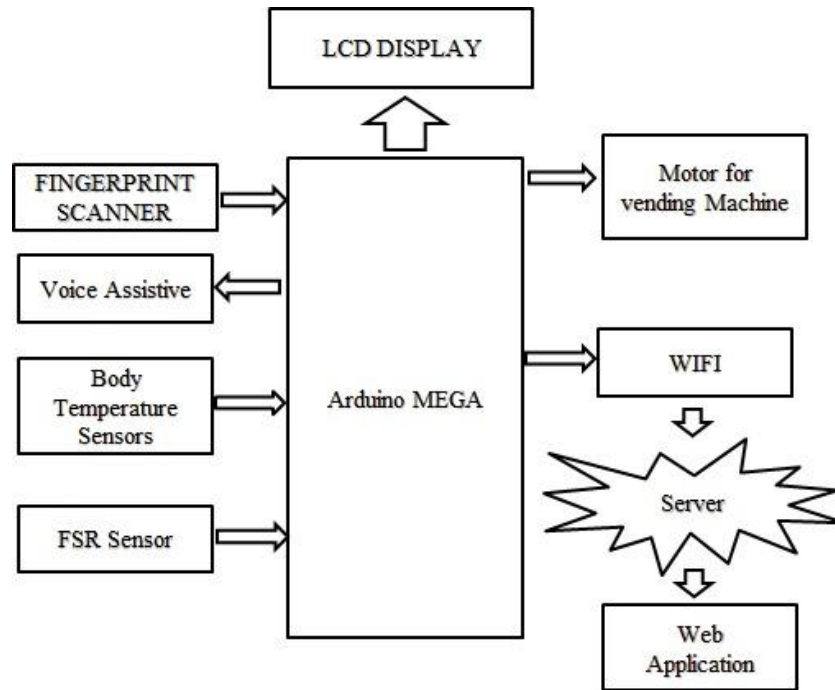 LCD DISPLAY
FINGERPRINT
SCANNER
Motor for
vending Machine
Voice Assistive
WIFI
Body
Temperature
Sensors
Arduino MEGA
Server
FSR Sensor
Web
Application